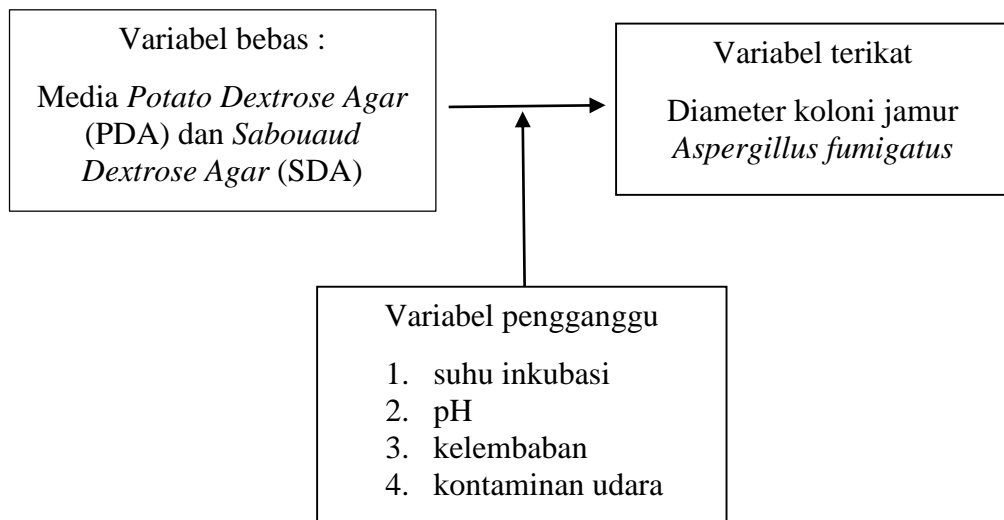 Variabel bebas :
Media Potato Dextrose Agar
(PDA) dan Sabouaud
Dextrose Agar (SDA)
Variabel terikat
Diameter koloni jamur
Aspergillus fumigatus
Variabel pengganggu
1. suhu inkubasi
2. pH
3. kelembaban
4. kontaminan udara